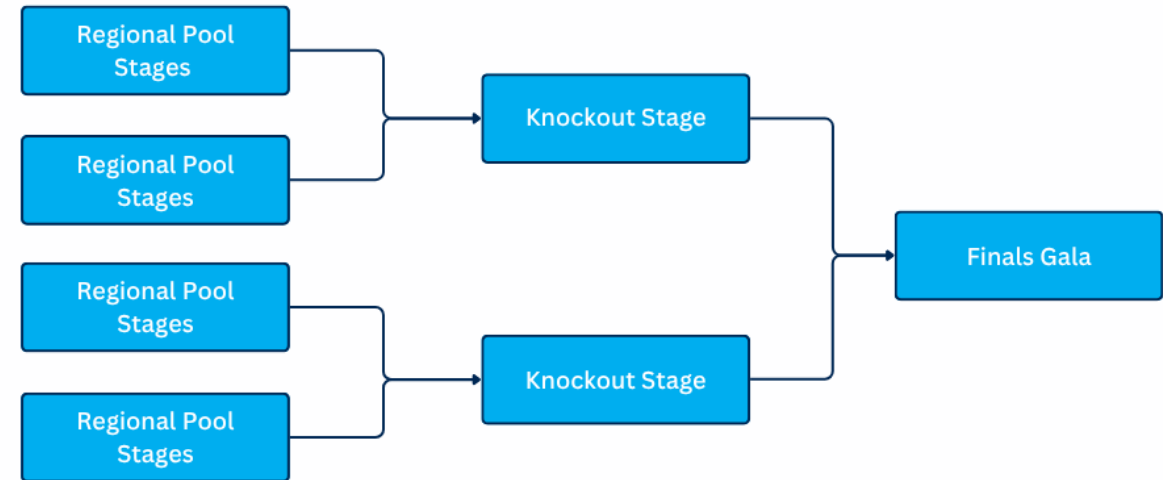 Regional Pool
Stages
Regional Pool
Stages
Regional Pool
Stages
Regional Pool
Stages
Knockout Stage
Knockout Stage
Finals Gala